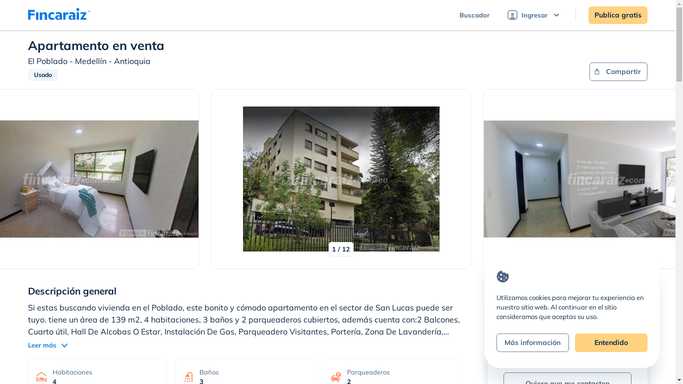 Fincaraiz
Buscador
Ingresar
Publica gratis
Apartamento en venta
El Poblado - Medellín - Antioquia
Usado
Compartir
fincaraiz.com
fincaraiz
fincaraiz.com
1 / 12
Descripción general
Si estas buscando vivienda en el Poblado, este bonito y cómodo apartamento en el sector de San Lucas puede ser
tuyo. tiene un área de 139 m2, 4 habitaciones, 3 baños y 2 parqueaderos cubiertos, además cuenta con:2 Balcones,
Cuarto útil, Hall De Alcobas O Estar, Instalación De Gas, Parqueadero Visitantes, Portería, Zona De Lavandería,...
Leer más
Habitaciones
4
Baños
3
Parqueaderos
2
Utilizamos cookies para mejorar tu experiencia en
nuestro sitio web. Al continuar en el sitio
consideramos que aceptas su uso.
Más información
Entendido
Quiero que me contacten